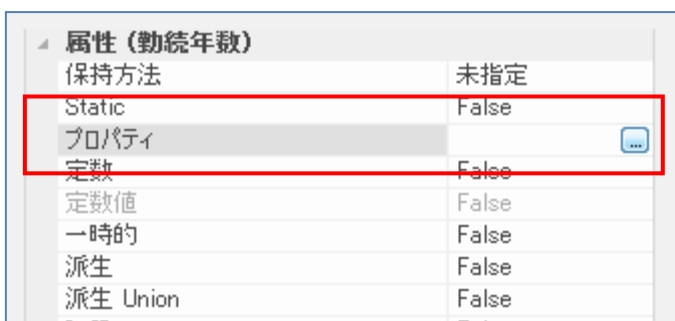 属性 (勤続年数)
保持方法 未指定
Static False
プロパティ ...
定数 False
定数値 False
一時的 False
派生 False
派生 Union False